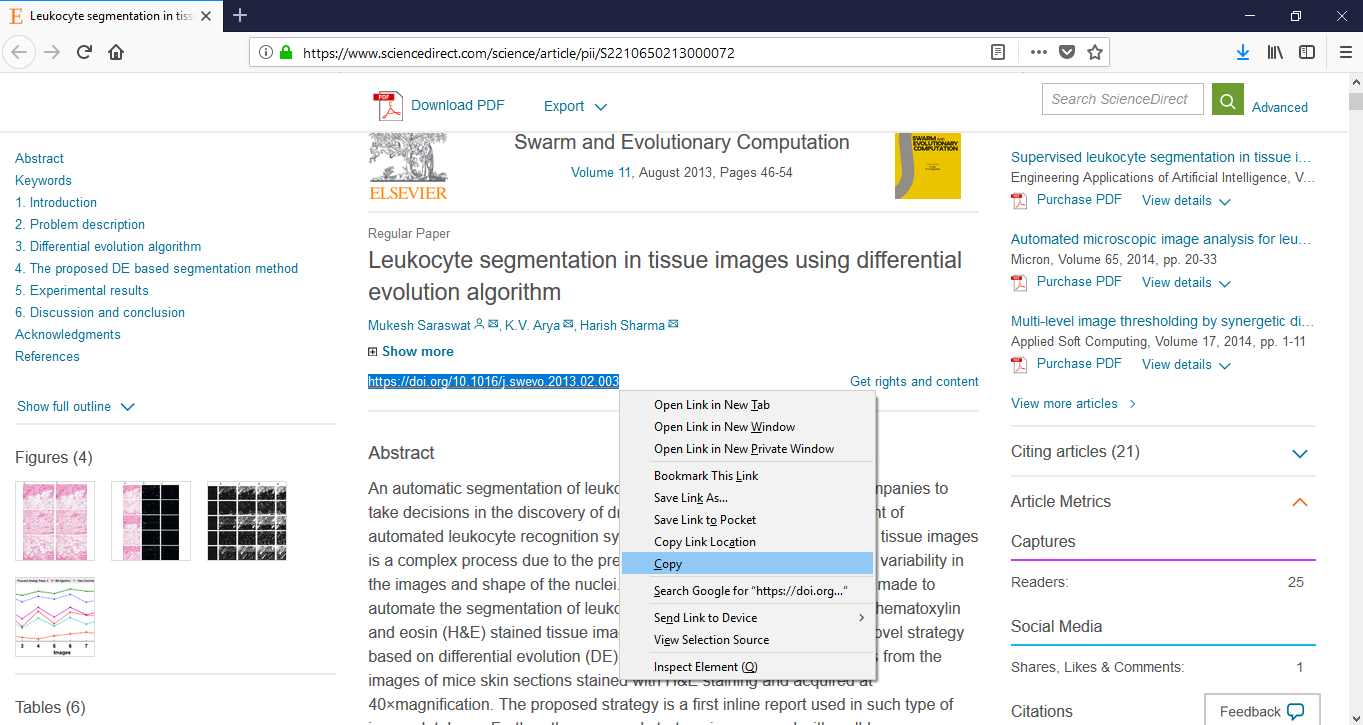 Leukocyte segmentation in tiss
https://www.sciencedirect.com/science/article/pii/S2210650213000072
PDF
Download PDF
Export
Search ScienceDirect
Advanced
Abstract
Keywords
1. Introduction
2. Problem description
3. Differential evolution algorithm
4. The proposed DE based segmentation method
5. Experimental results
6. Discussion and conclusion
Acknowledgments
References
Show full outline
Figures (4)
3 4 5 6 7
Images
Tables (6)
ELSEVIER
Swarm and Evolutionary Computation
Volume 11, August 2013, Pages 46-54
SWARM AND
EVOLUTIONARY
COMPUTATION
Regular Paper
Leukocyte segmentation in tissue images using differential
evolution algorithm
Mukesh Saraswat, K.V. Arya, Harish Sharma
Show more
https://doi.org/10.1016/j.swevo.2013.02.003
Get rights and content
Abstract
An automatic segmentation of leuko
mpanies to
take decisions in the discovery of dr
nt of
automated leukocyte recognition sy
tissue images
is a complex process due to the pre
variability in
the images and shape of the nuclei.
made to
automate the segmentation of leuko
hematoxylin
and eosin (H&E) stained tissue ima
ovel strategy
based on differential evolution (DE)
s from the
images of mice skin sections stained with H&E staining and acquired at
40×magnification. The proposed strategy is a first inline report used in such type of
Open Link in New Tab
Open Link in New Window
Open Link in New Private Window
Bookmark This Link
Save Link As...
Save Link to Pocket
Copy Link Location
Copy
Search Google for “https://doi.org...”
Send Link to Device
View Selection Source
Inspect Element (Q)
Supervised leukocyte segmentation in tissue i…
Engineering Applications of Artificial Intelligence, V…
Purchase PDF View details
Automated microscopic image analysis for leu…
Micron, Volume 65, 2014, pp. 20-33
Purchase PDF View details
Multi-level image thresholding by synergetic di…
Applied Soft Computing, Volume 17, 2014, pp. 1-11
Purchase PDF View details
View more articles
Citing articles (21)
Article Metrics
Captures
Readers: 25
Social Media
Shares, Likes & Comments: 1
Citations
Feedback